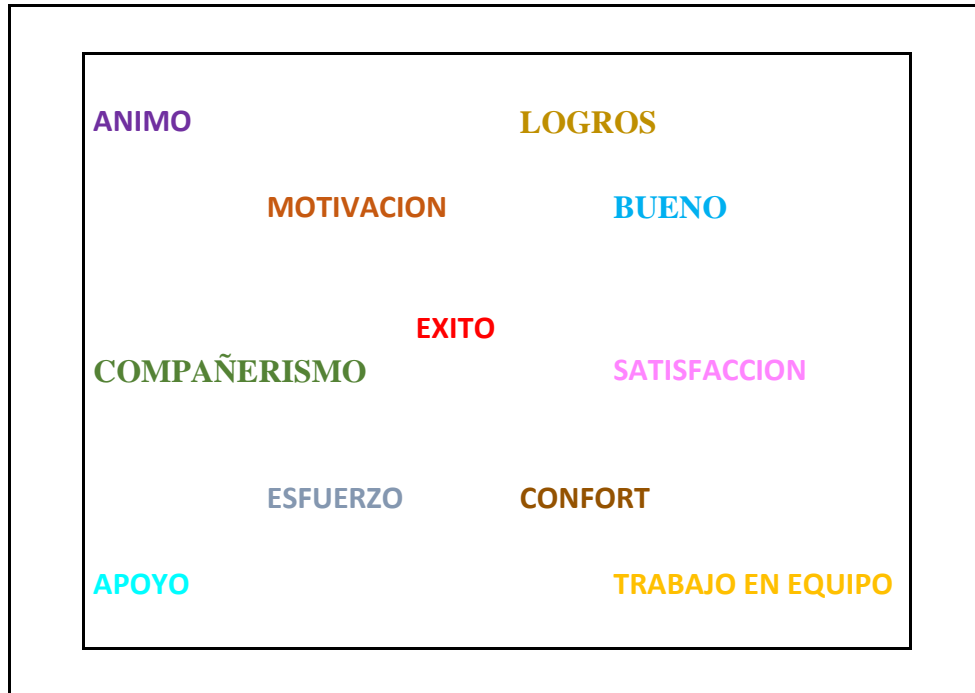 ANIMO LOGROS
MOTIVACION BUENO
EXITO
COMPAÑERISMO SATISFACCION
ESFUERZO CONFORT
APOYO TRABAJO EN EQUIPO